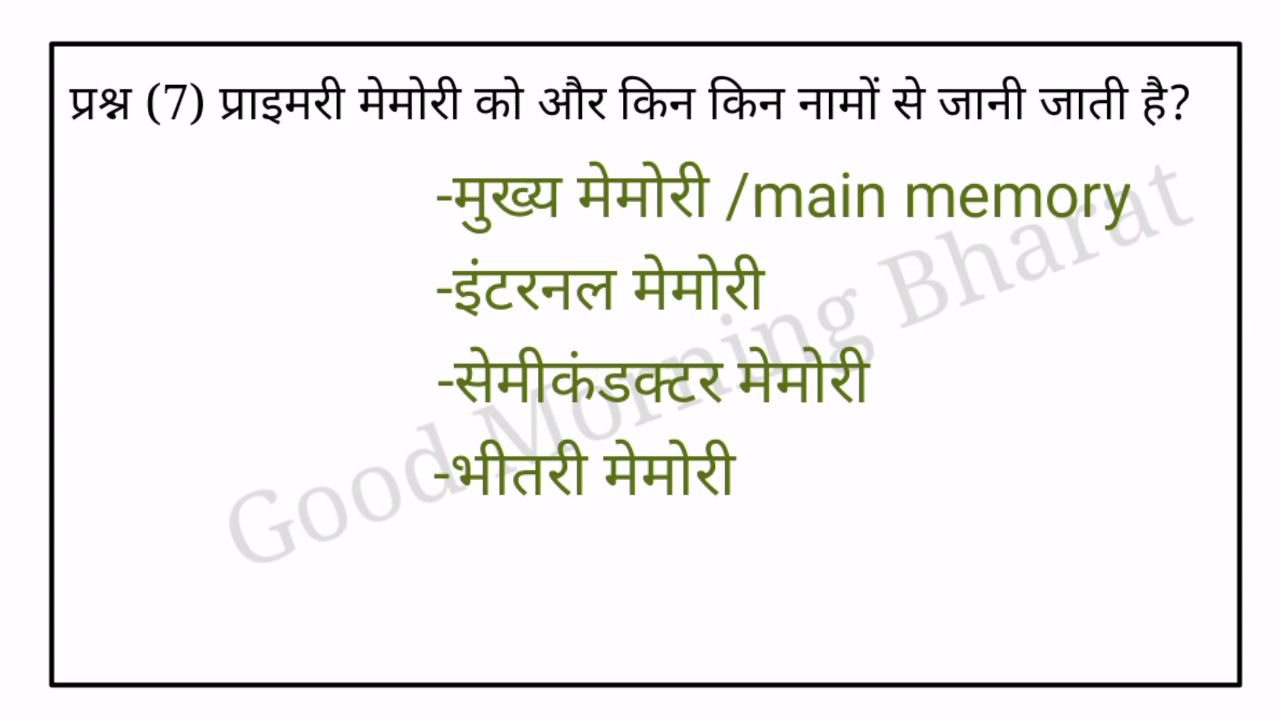 प्रश्न (7) प्राइमरी मेमोरी को और किन किन नामों से जानी जाती है?
-मुख्य मेमोरी /main memory
-इंटरनल मेमोरी
-सेमीकंडक्टर मेमोरी
-भीतरी मेमोरी
Good Morning Bharat